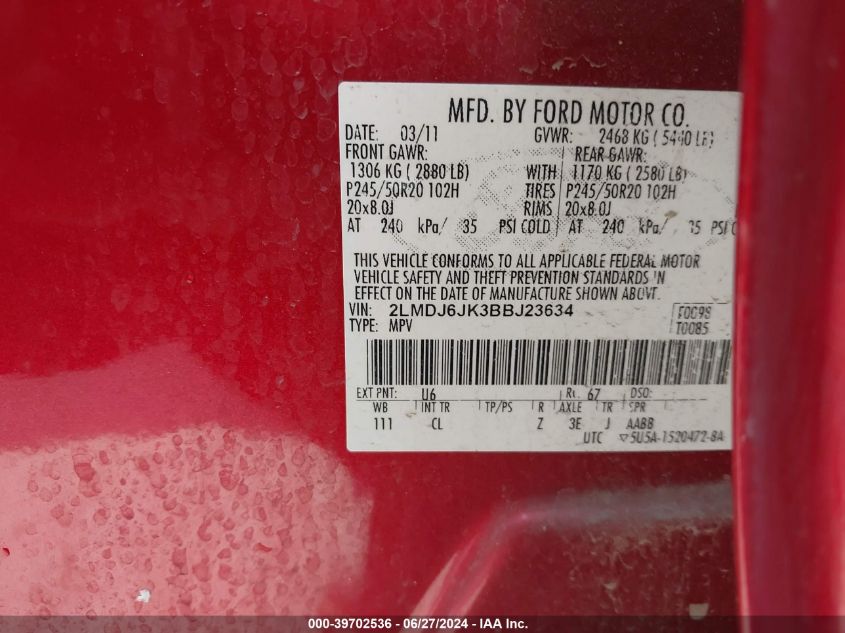 MFD. BY FORD MOTOR CO.
DATE: 03/11 GVWR: 2468 KG ( 5440 LB)
FRONT GAWR: REAR GAWR:
1306 KG ( 2880 LB) WITH 1170 KG ( 2580 LB)
P245/50R20 102H TIRES P245/50R20 102H
20x8.0J RIMS 20x8.0J
AT 240 kPa/ 35 PSI COLD AT 240 kPa/ 35 PSI
THIS VEHICLE CONFORMS TO ALL APPLICABLE FEDERAL MOTOR
VEHICLE SAFETY AND THEFT PREVENTION STANDARDS IN
EFFECT ON THE DATE OF MANUFACTURE SHOWN ABOVE.
VIN: 2LMDJ6JK3BBJ23634 F0098
TYPE: MPV T0085
EXT PNT: U6 RC: 67 DSO:
WB INT TR TP/PS R AXLE TR SPR
111 CL Z 3E J AABB
UTC ▽5U5A-1520472-BA
000-39702536 - 06/27/2024 - IAA Inc.